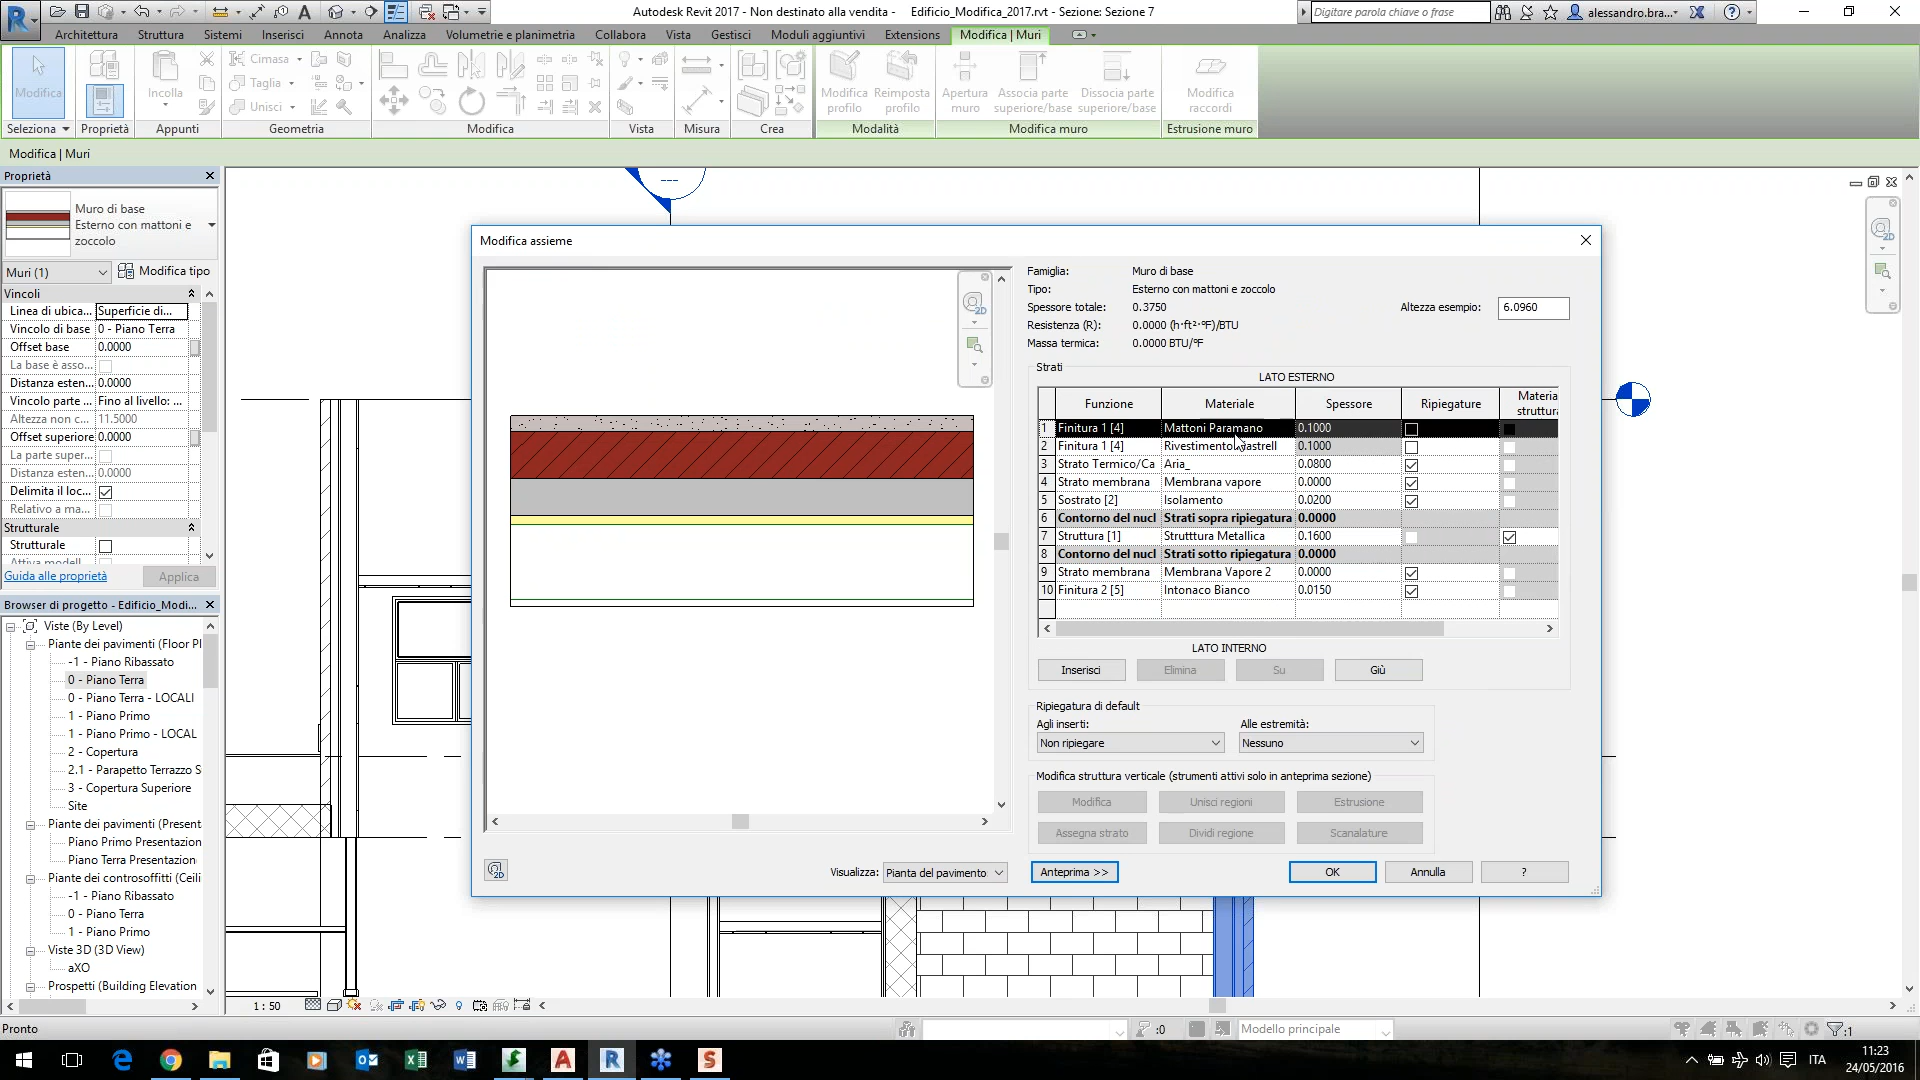 Autodesk Revit 2017 - Non destinato alla vendita - Edificio_Modifica_2017.rvt - Sezione: Sezione 7
Digitare parola chiave o frase
alessandro.bra...
Architettura Struttura Sistemi Inserisci Annota Analizza Volumetrie e planimetria Collabora Vista Gestisci Moduli aggiuntivi Extensions Modifica | Muri
Modifica
Incolla
Cimasa
Taglia
Unisci
Modifica profilo
Reimposta profilo
Apertura muro
Associa parte superiore/base
Dissocia parte superiore/base
Modifica raccordi
Seleziona Proprietà Appunti Geometria Modifica Vista Misura Crea Modalità Modifica muro Estrusione muro
Modifica | Muri
Proprietà
Muro di base
Esterno con mattoni e
zoccolo
Muri (1) Modifica tipo
Vincoli
Linea di ubica... Superficie di...
Vincolo di base 0 - Piano Terra
Offset base 0.0000
La base è asso...
Distanza esten... 0.0000
Vincolo parte ... Fino al livello: ...
Altezza non c... 11.5000
Offset superiore 0.0000
La parte super...
Distanza esten... 0.0000
Delimita il loc...
Relativo a ma...
Strutturale
Strutturale
Guida alle proprietà Applica
Browser di progetto - Edificio_Modi...
Viste (By Level)
Piante dei pavimenti (Floor Pl
-1 - Piano Ribassato
0 - Piano Terra
0 - Piano Terra - LOCALI
1 - Piano Primo
1 - Piano Primo - LOCAL
2 - Copertura
2.1 - Parapetto Terrazzo S
3 - Copertura Superiore
Site
Piante dei pavimenti (Present
Piano Primo Presentazion
Piano Terra Presentazion
Piante dei controsoffitti (Ceili
-1 - Piano Ribassato
0 - Piano Terra
1 - Piano Primo
Viste 3D (3D View)
aXO
Prospetti (Building Elevation
Modifica assieme
Famiglia: Muro di base
Tipo: Esterno con mattoni e zoccolo
Spessore totale: 0.3750
Altezza esempio: 6.0960
Resistenza (R): 0.0000 (h·ft²·°F)/BTU
Massa termica: 0.0000 BTU/°F
Strati
LATO ESTERNO
Funzione Materiale Spessore Ripiegature Materia struttura
1 Finitura 1 [4] Mattoni Paramano 0.1000
2 Finitura 1 [4] 0.1000
3 Strato Termico/Ca Aria_ 0.0800
4 Strato membrana Membrana vapore 0.0000
5 Sostrato [2] Isolamento 0.0200
6 Contorno del nucl Strati sopra ripiegatura 0.0000
7 Struttura [1] Strutttura Metallica 0.1600
8 Contorno del nucl Strati sotto ripiegatura 0.0000
9 Strato membrana Membrana Vapore 2 0.0000
10 Finitura 2 [5] Intonaco Bianco 0.0150
LATO INTERNO
Inserisci Elimina Su Giù
Ripiegatura di default
Agli inserti: Alle estremità:
Non ripiegare Nessuno
Modifica struttura verticale (strumenti attivi solo in anteprima sezione)
Modifica Unisci regioni Estrusione
Assegna strato Dividi regione Scanalature
Visualizza: Pianta del pavimento Anteprima >> OK Annulla ?
1 : 50
Pronto
:0
Modello principale
:1
ITA
11:23
24/05/2016